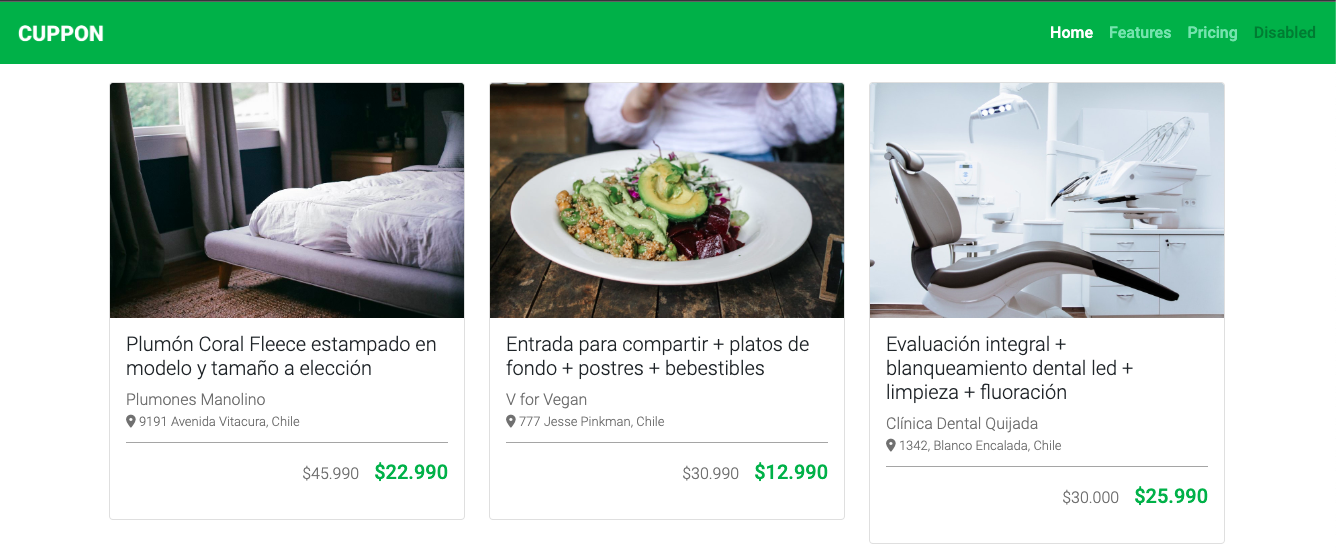 CUPPON
Home Features Pricing Disabled
Plumón Coral Fleece estampado en
modelo y tamaño a elección
Plumones Manolino
9191 Avenida Vitacura, Chile
$45.990 $22.990
Entrada para compartir + platos de
fondo + postres + bebestibles
V for Vegan
777 Jesse Pinkman, Chile
$30.990 $12.990
Evaluación integral +
blanqueamiento dental led +
limpieza + fluoración
Clínica Dental Quijada
1342, Blanco Encalada, Chile
$30.000 $25.990